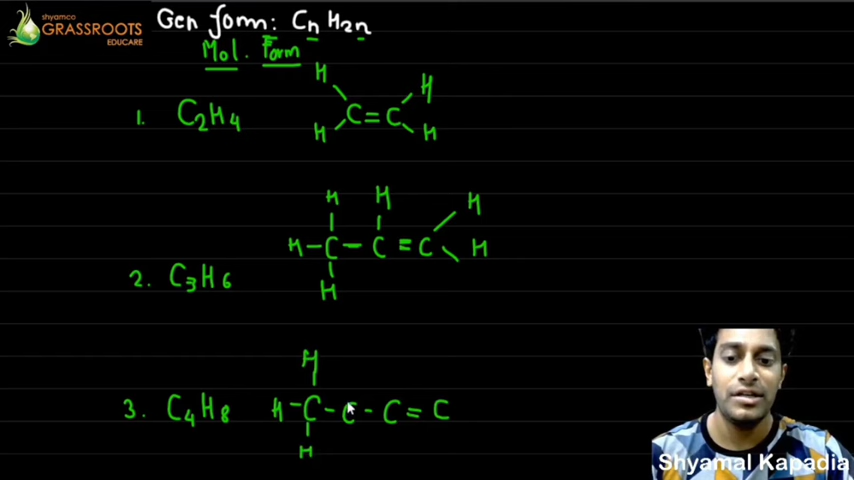 shyamco
GRASSROOTS
EDUCARE
Gen form: CnH2n
Mol. Form
H H
1. C2H4 C=C
H H
H H H
H-C-C=C H
2. C3H6
H
H
3. C4H8 H-C-C-C=C
H
Shyamal Kapadia